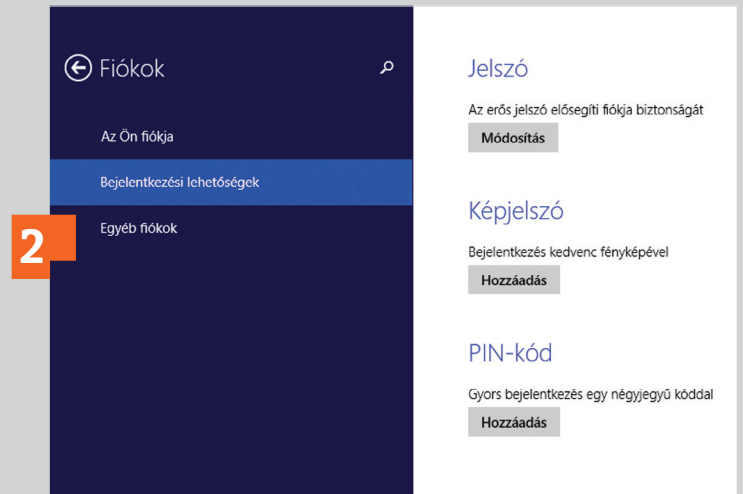 Fiókok
Az Ön fiókja
Bejelentkezési lehetőségek
Egyéb fiókok
2
Jelszó
Az erős jelszó elősegíti fiókja biztonságát
Módosítás
Képjelszó
Bejelentkezés kedvenc fényképével
Hozzáadás
PIN-kód
Gyors bejelentkezés egy négyjegyű kóddal
Hozzáadás